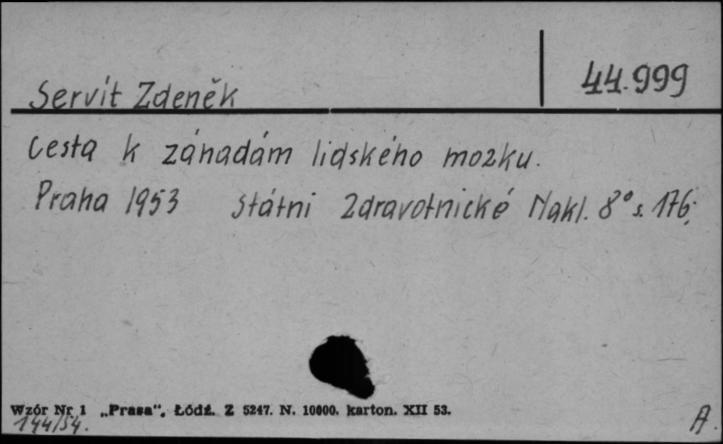 Servít Zdeněk
44.999
Cesta k záhadám lidského mozku.
Praha 1953 Státni Zdravotnické Nakl. 8° s. 176.
Wzór Nr 1 „Prasa”, Łódź. Z 5247. N. 10000. karton. XII 53.
144/54.
A.